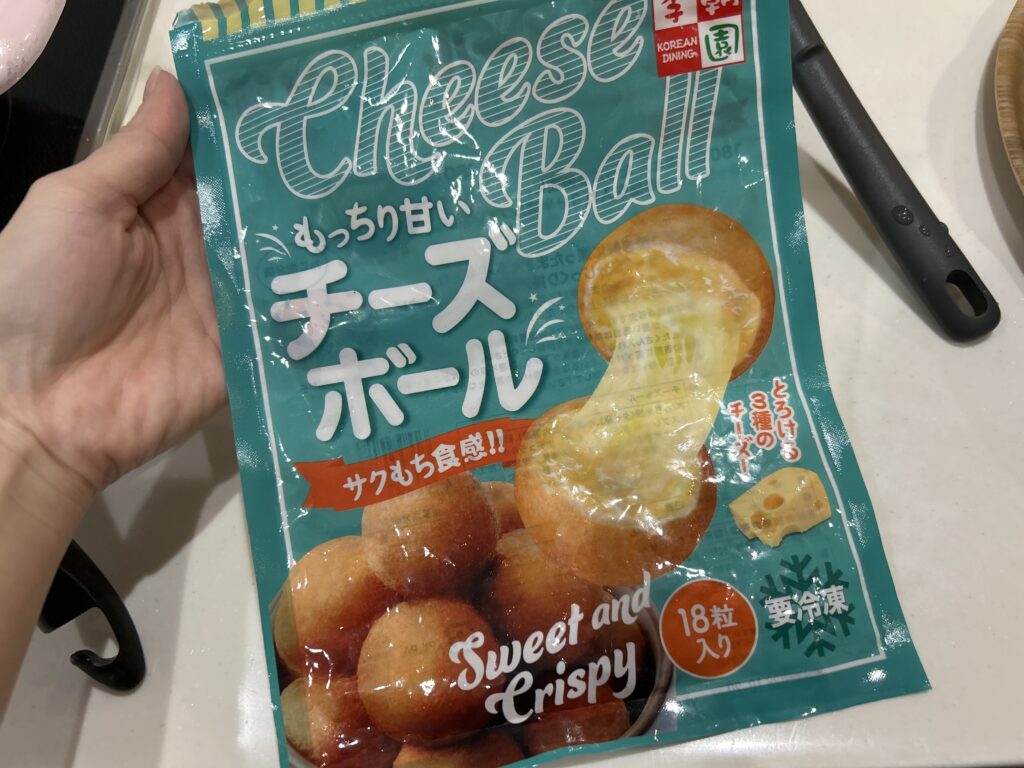 Cheese
Ball
KOREAN
DINING
もっちり甘い
チーズ
ボール
サクもち食感!!
とろける
3種の
チーズ!
Sweet and
Crispy
18粒
入り
要冷凍